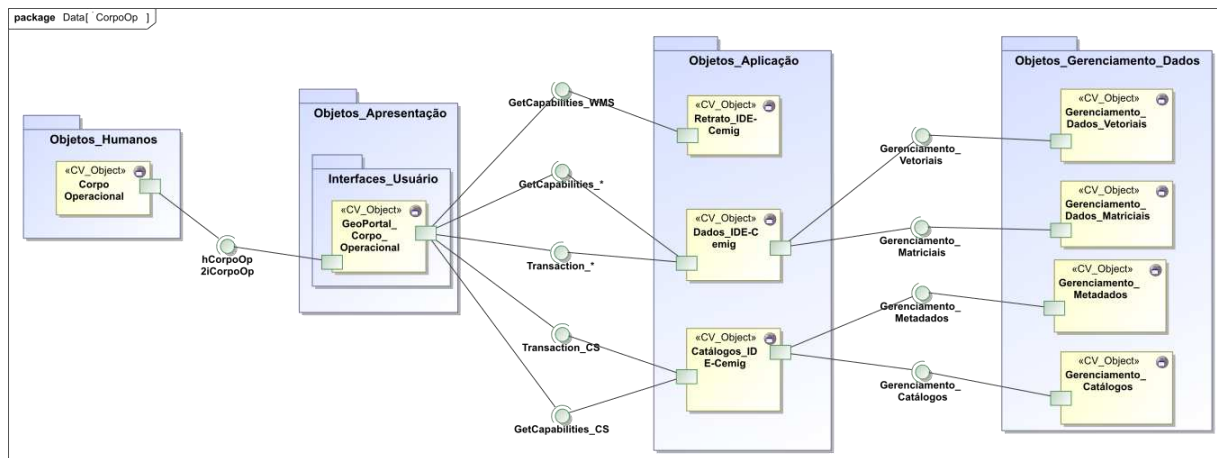 package Data[ CorpoOp ]
Objetos_Humanos
«CV_Object»
Corpo
Operacional
hCorpoOp
2iCorpoOp
Objetos_Apresentação
Interfaces_Usuário
«CV_Object»
GeoPortal_
Corpo_
Operacional
GetCapabilities_WMS
GetCapabilities_*
Transaction_*
Transaction_CS
GetCapabilities_CS
Objetos_Aplicação
«CV_Object»
Retrato_IDE-
Cemig
«CV_Object»
Dados_IDE-C
emig
«CV_Object»
Catálogos_ID
E-Cemig
Gerenciamento_
Vetoriais
Gerenciamento_
Matriciais
Gerenciamento_
Metadados
Gerenciamento_
Catálogos
Objetos_Gerenciamento_Dados
«CV_Object»
Gerenciamento_
Dados_Vetoriais
«CV_Object»
Gerenciamento_
Dados_Matriciais
«CV_Object»
Gerenciamento_
Metadados
«CV_Object»
Gerenciamento_
Catálogos